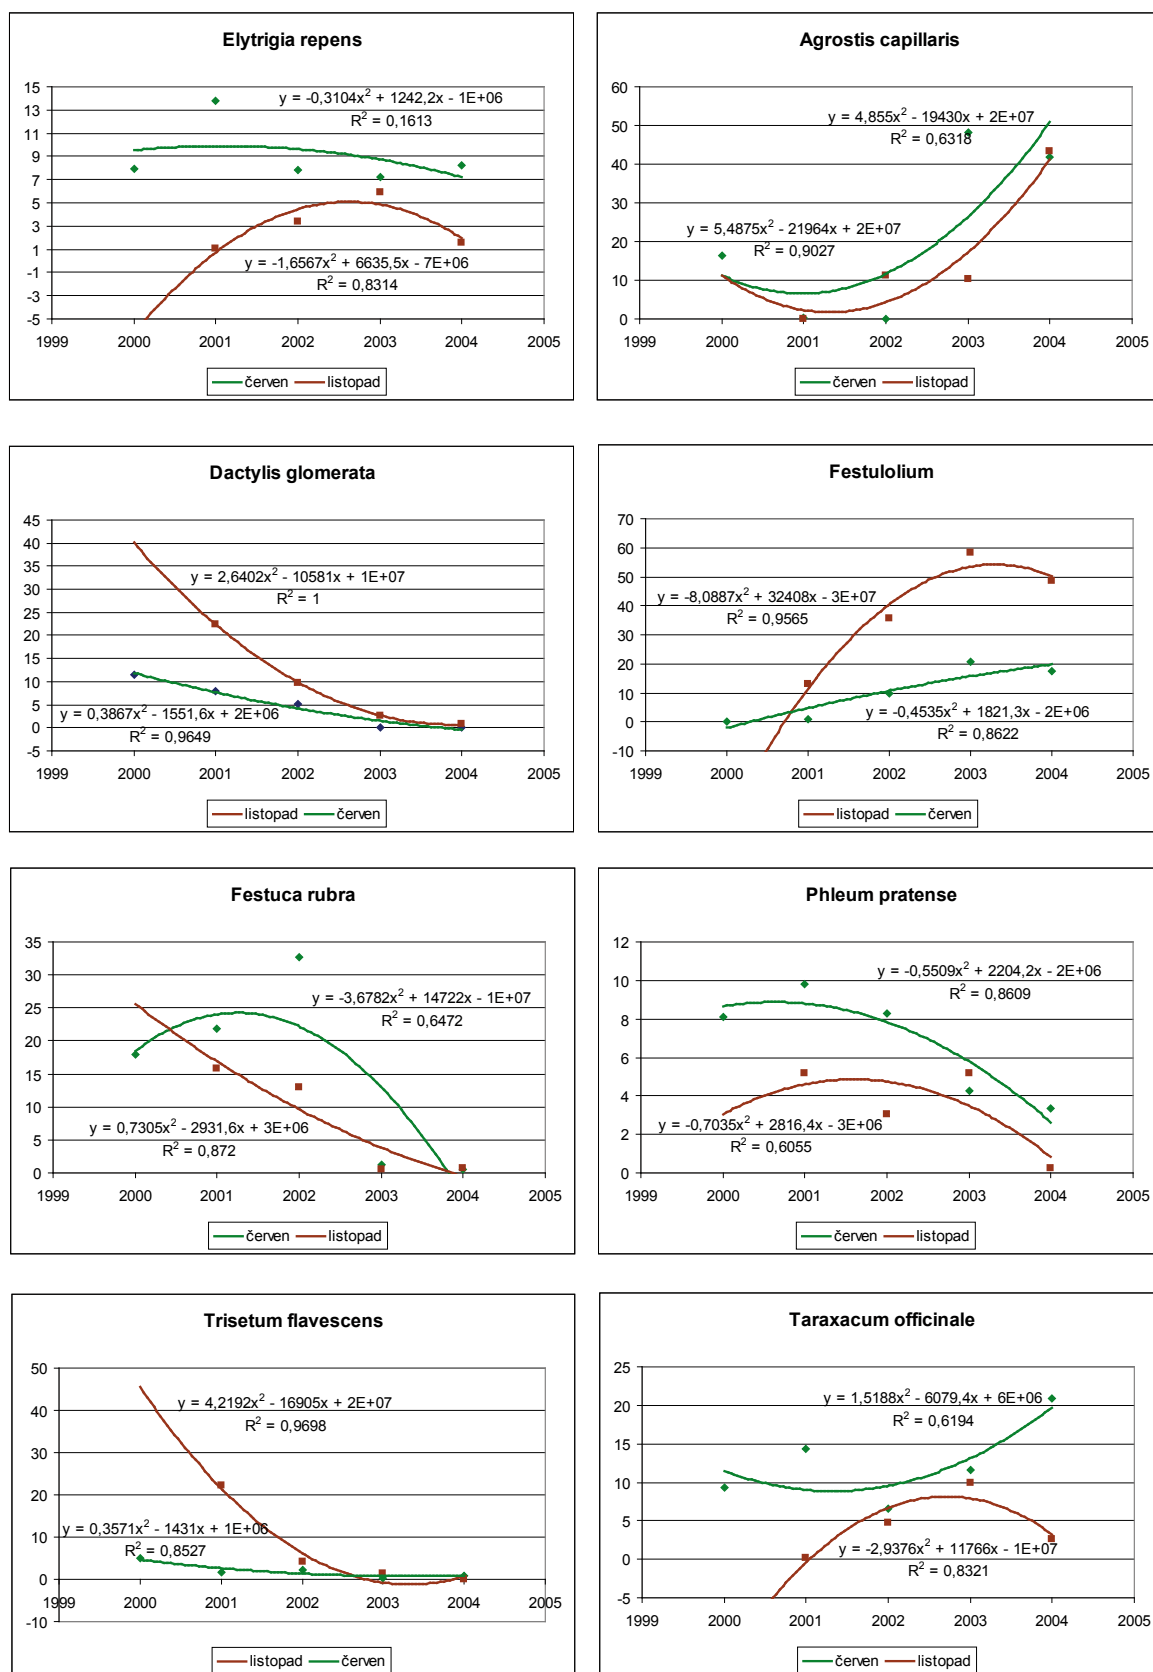 Elytrigia repens
15
13
11
9
7
5
3
1
-1
-3
-5
y = -0,3104x² + 1242,2x - 1E+06
R² = 0,1613
y = -1,6567x² + 6635,5x - 7E+06
R² = 0,8314
1999 2000 2001 2002 2003 2004 2005
červen listopad
Agrostis capillaris
60
50
40
30
20
10
0
y = 4,855x² - 19430x + 2E+07
R² = 0,6318
y = 5,4875x² - 21964x + 2E+07
R² = 0,9027
1999 2000 2001 2002 2003 2004 2005
červen listopad
Dactylis glomerata
45
40
35
30
25
20
15
10
5
0
-5
y = 2,6402x² - 10581x + 1E+07
R² = 1
y = 0,3867x² - 1551,6x + 2E+06
R² = 0,9649
1999 2000 2001 2002 2003 2004 2005
listopad červen
Festulolium
70
60
50
40
30
20
10
0
-10
y = -8,0887x² + 32408x - 3E+07
R² = 0,9565
y = -0,4535x² + 1821,3x - 2E+06
R² = 0,8622
1999 2000 2001 2002 2003 2004 2005
listopad červen
Festuca rubra
35
30
25
20
15
10
5
0
y = -3,6782x² + 14722x - 1E+07
R² = 0,6472
y = 0,7305x² - 2931,6x + 3E+06
R² = 0,872
1999 2000 2001 2002 2003 2004 2005
červen listopad
Phleum pratense
12
10
8
6
4
2
0
y = -0,5509x² + 2204,2x - 2E+06
R² = 0,8609
y = -0,7035x² + 2816,4x - 3E+06
R² = 0,6055
1999 2000 2001 2002 2003 2004 2005
červen listopad
Trisetum flavescens
50
40
30
20
10
0
-10
y = 4,2192x² - 16905x + 2E+07
R² = 0,9698
y = 0,3571x² - 1431x + 1E+06
R² = 0,8527
1999 2000 2001 2002 2003 2004 2005
listopad červen
Taraxacum officinale
25
20
15
10
5
0
-5
y = 1,5188x² - 6079,4x + 6E+06
R² = 0,6194
y = -2,9376x² + 11766x - 1E+07
R² = 0,8321
1999 2000 2001 2002 2003 2004 2005
červen listopad